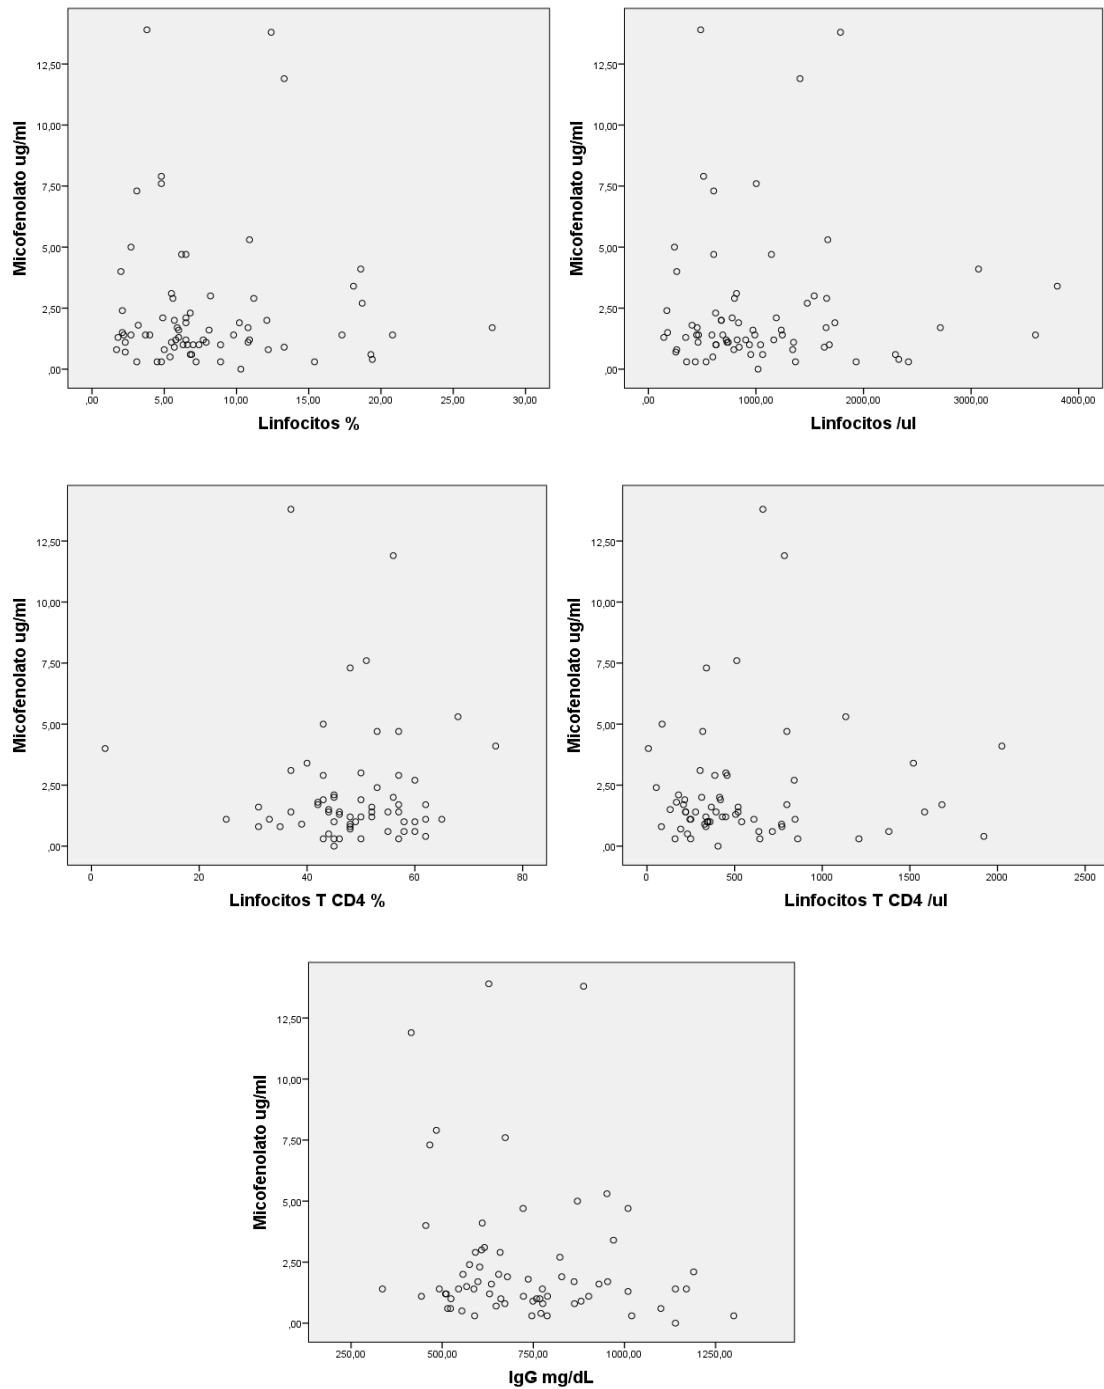 Micofenolato ug/ml
12,50
10,00
7,50
5,00
2,50
,00
,00 5,00 10,00 15,00 20,00 25,00 30,00
Linfocitos %
Micofenolato ug/ml
12,50
10,00
7,50
5,00
2,50
,00
,00 1000,00 2000,00 3000,00 4000,00
Linfocitos /ul
Micofenolato ug/ml
12,50
10,00
7,50
5,00
2,50
,00
0 20 40 60 80
Linfocitos T CD4 %
Micofenolato ug/ml
12,50
10,00
7,50
5,00
2,50
,00
0 500 1000 1500 2000 2500
Linfocitos T CD4 /ul
Micofenolato ug/ml
12,50
10,00
7,50
5,00
2,50
,00
250,00 500,00 750,00 1000,00 1250,00
IgG mg/dL